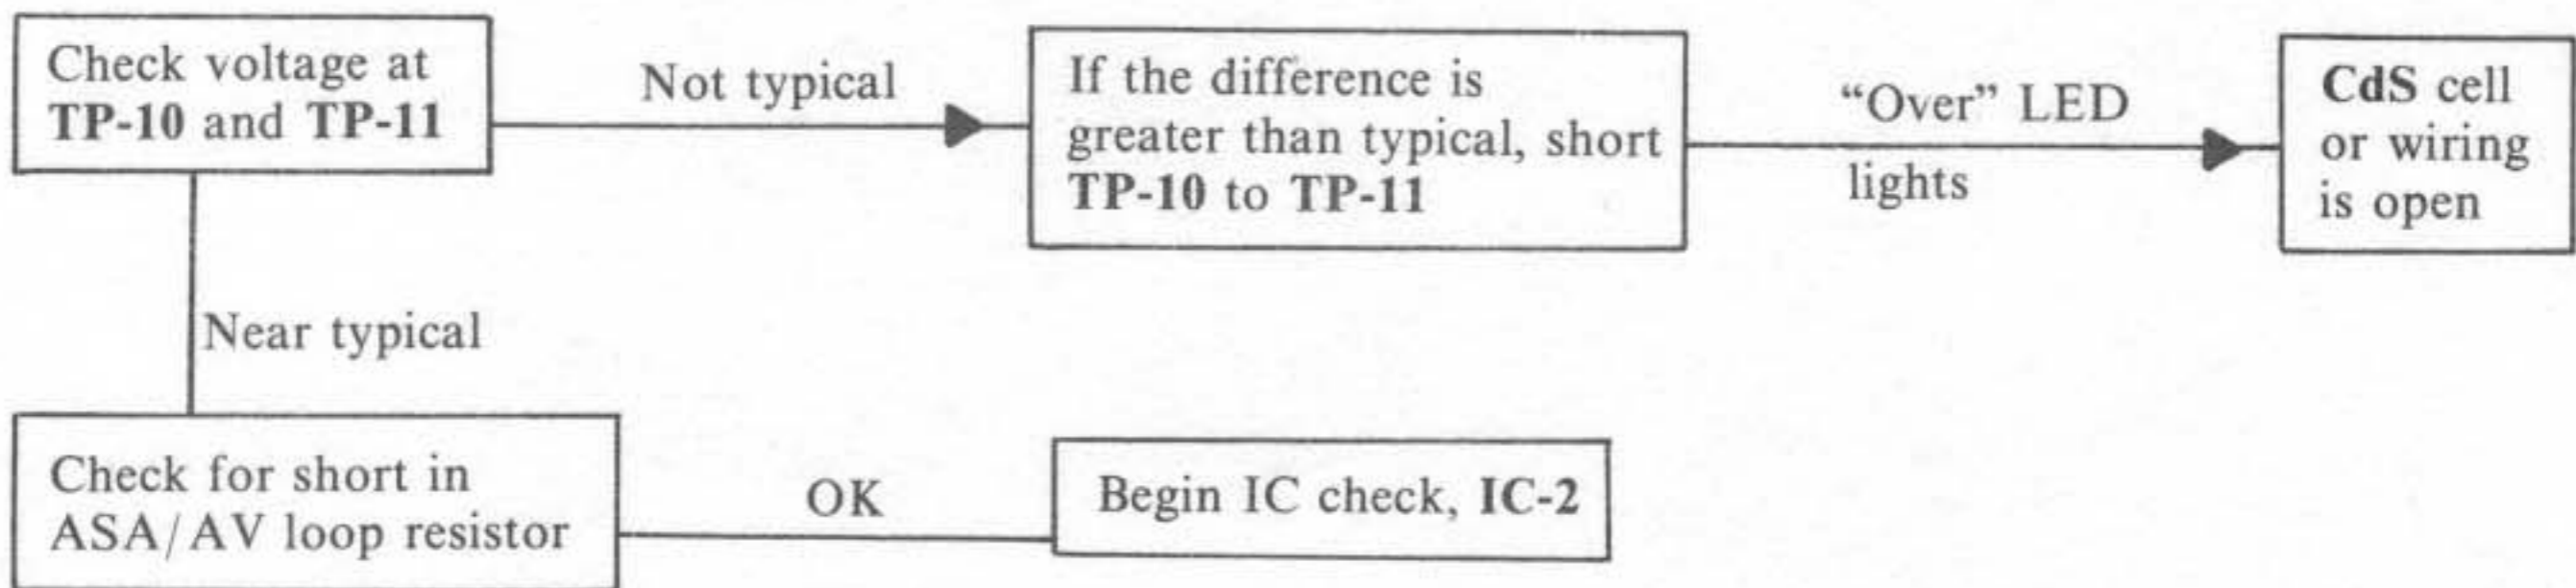 Check voltage at
TP-10 and TP-11
Not typical
If the difference is
greater than typical, short
TP-10 to TP-11
“Over” LED
lights
CdS cell
or wiring
is open
Near typical
Check for short in
ASA/AV loop resistor
OK
Begin IC check, IC-2